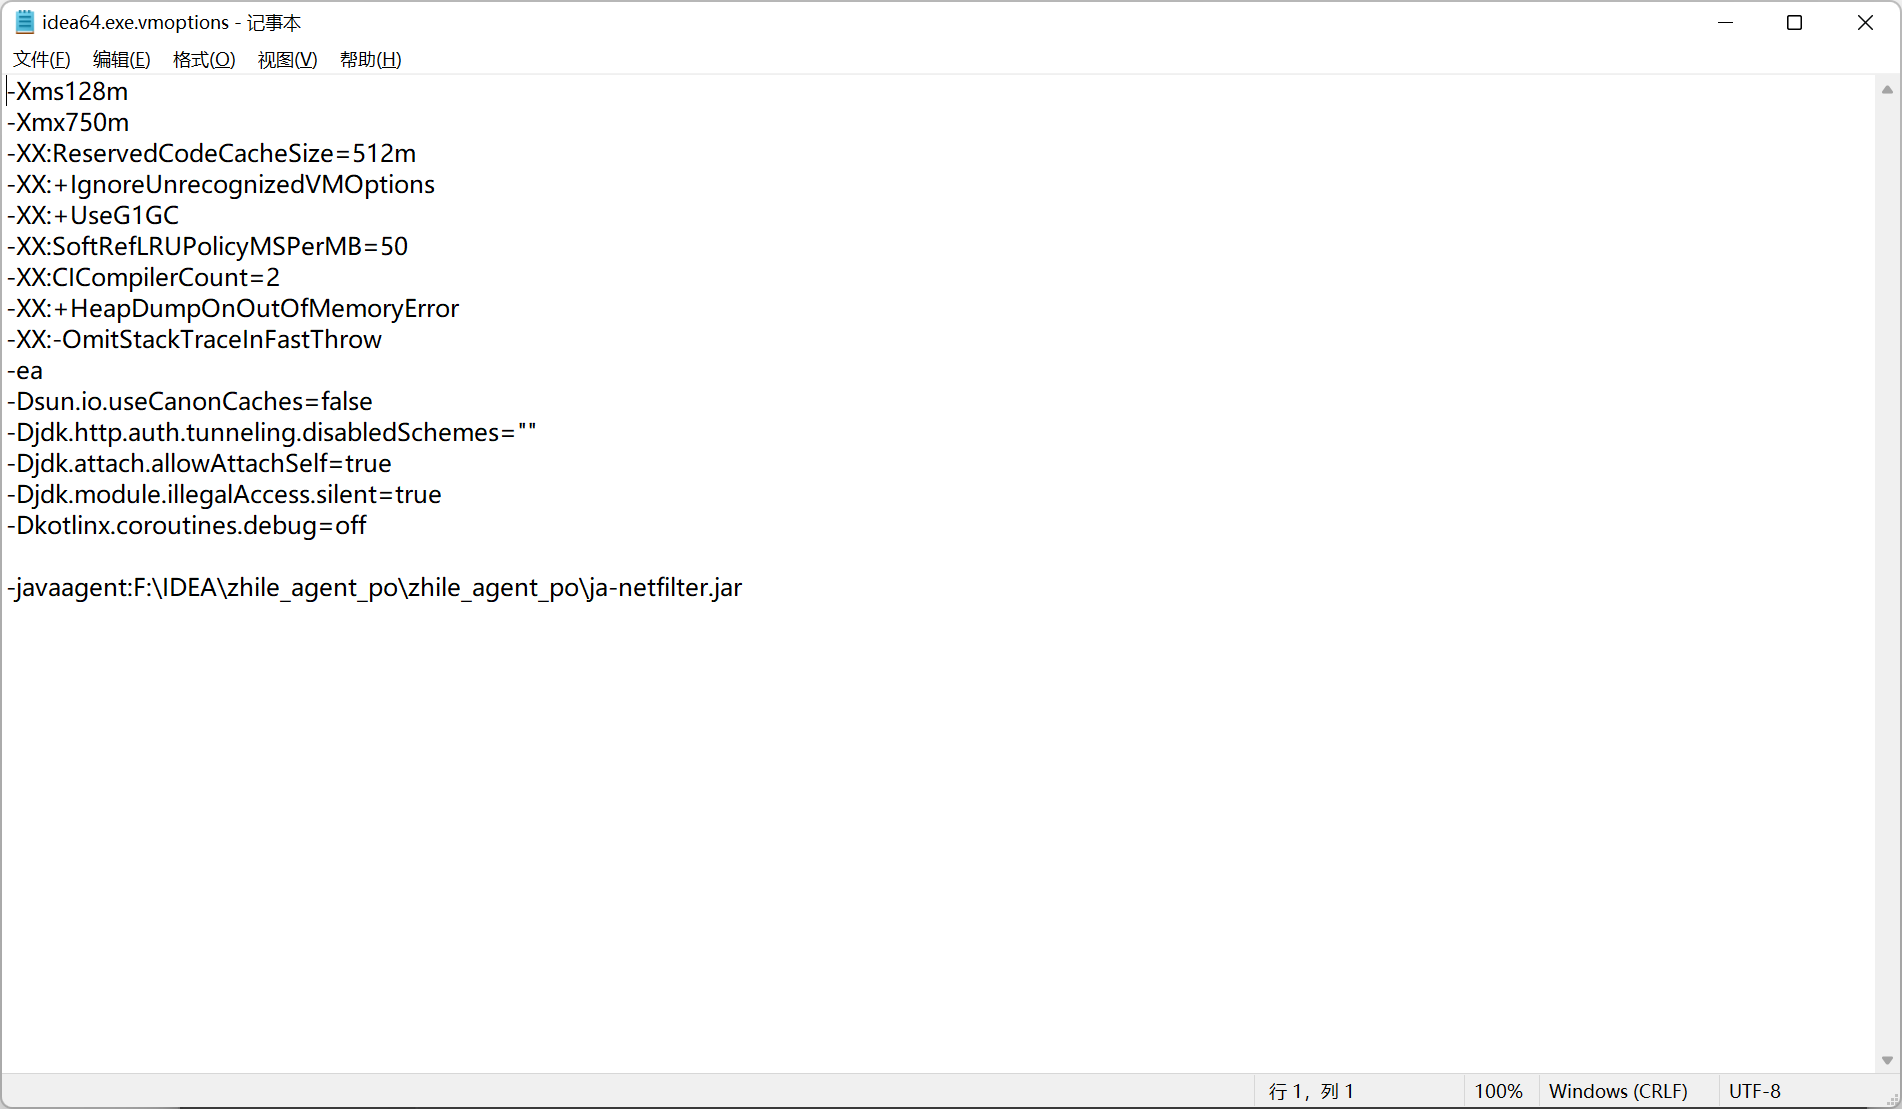 idea64.exe.vmoptions - 记事本
文件(F) 编辑(E) 格式(O) 视图(V) 帮助(H)
-Xms128m
-Xmx750m
-XX:ReservedCodeCacheSize=512m
-XX:+IgnoreUnrecognizedVMOptions
-XX:+UseG1GC
-XX:SoftRefLRUPolicyMSPerMB=50
-XX:CICompilerCount=2
-XX:+HeapDumpOnOutOfMemoryError
-XX:-OmitStackTraceInFastThrow
-ea
-Dsun.io.useCanonCaches=false
-Djdk.http.auth.tunneling.disabledSchemes=""
-Djdk.attach.allowAttachSelf=true
-Djdk.module.illegalAccess.silent=true
-Dkotlinx.coroutines.debug=off
-javaagent:F:\IDEA\zhile_agent_po\zhile_agent_po\ja-netfilter.jar
行 1，列 1 100% Windows (CRLF) UTF-8